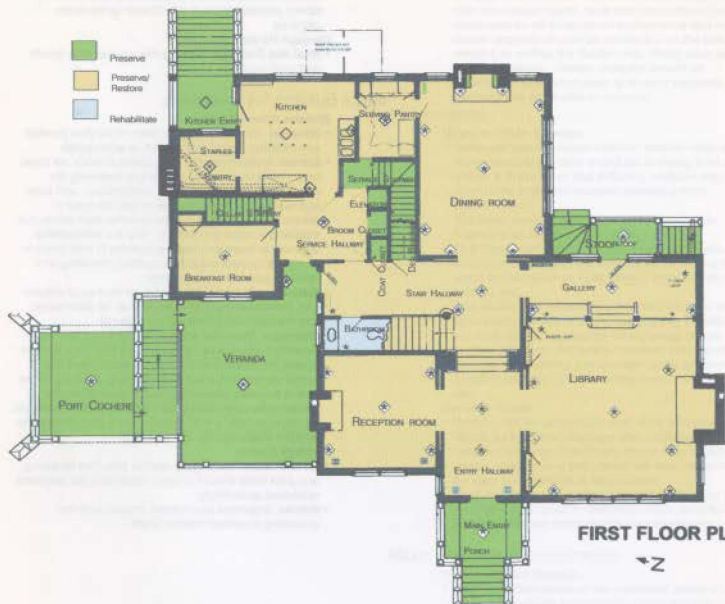 Preserve
Preserve/
Restore
Rehabilitate
KITCHEN ENTRY
KITCHEN
SERVING PANTRY
STAPLES
PANTRY
SERVICE
ELEVATOR
BROOM CLOSET
SERVICE HALLWAY
BREAKFAST ROOM
COAT CLOSET
DINING ROOM
STOOP
STAIR HALLWAY
GALLERY
BATHROOM
VERANDA
PORT COCHERE
RECEPTION ROOM
LIBRARY
ENTRY HALLWAY
MAIN ENTRY
PORCH
FIRST FLOOR PL
Z